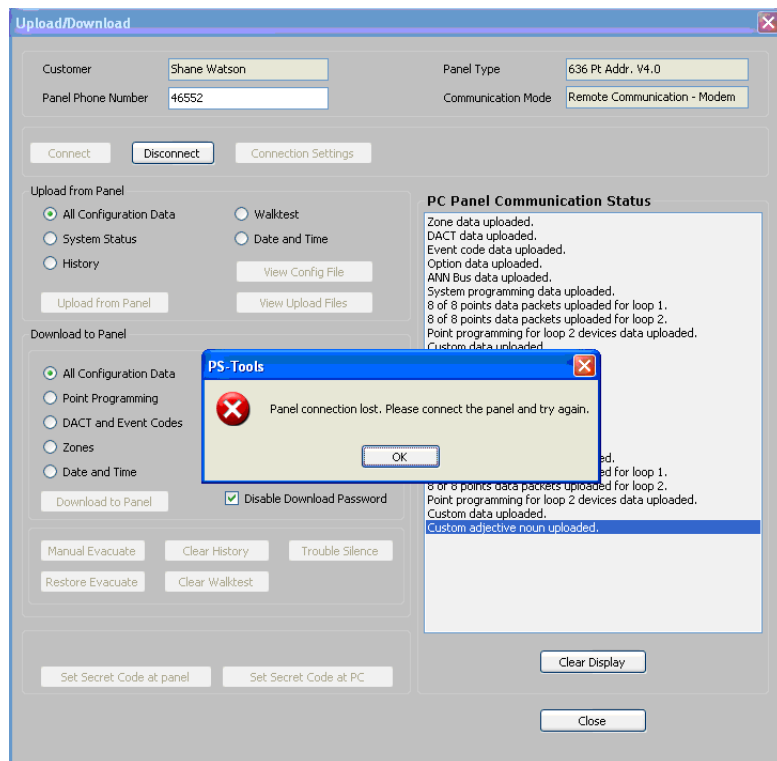 Upload/Download
Customer Shane Watson Panel Type 636 Pt Addr. V4.0
Panel Phone Number 46552 Communication Mode Remote Communication - Modem
Connect Disconnect Connection Settings
Upload from Panel
All Configuration Data Walktest
System Status Date and Time
History View Config File
Upload from Panel View Upload Files
Download to Panel
All Configuration Data
Point Programming
DACT and Event Codes
Zones
Date and Time
Download to Panel Disable Download Password
Manual Evacuate Clear History Trouble Silence
Restore Evacuate Clear Walktest
Set Secret Code at panel Set Secret Code at PC
PC Panel Communication Status
Zone data uploaded.
DACT data uploaded.
Event code data uploaded.
Option data uploaded.
ANN Bus data uploaded.
System programming data uploaded.
8 of 8 points data packets uploaded for loop 1.
8 of 8 points data packets uploaded for loop 2.
Point programming for loop 2 devices data uploaded.
Custom data uploaded.
PS-Tools
Panel connection lost. Please connect the panel and try again.
OK
ed.
ed for loop 1.
8 of 8 points data packets uploaded for loop 2.
Point programming for loop 2 devices data uploaded.
Custom data uploaded.
Custom adjective noun uploaded.
Clear Display
Close